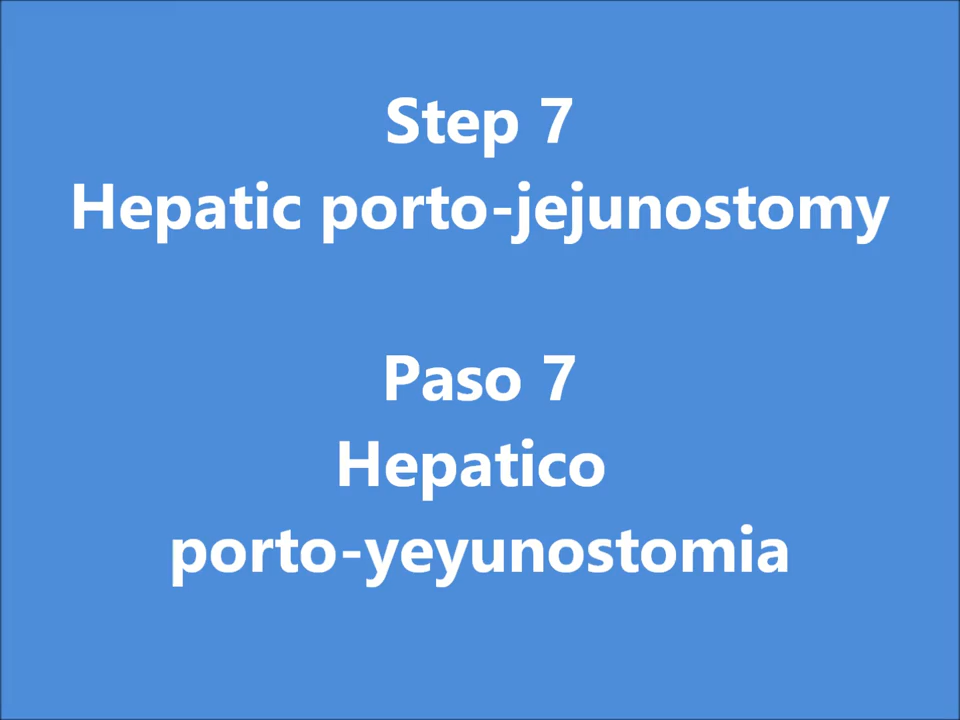 Step 7
Hepatic porto-jejunostomy
Paso 7
Hepatico
porto-yeyunostomia